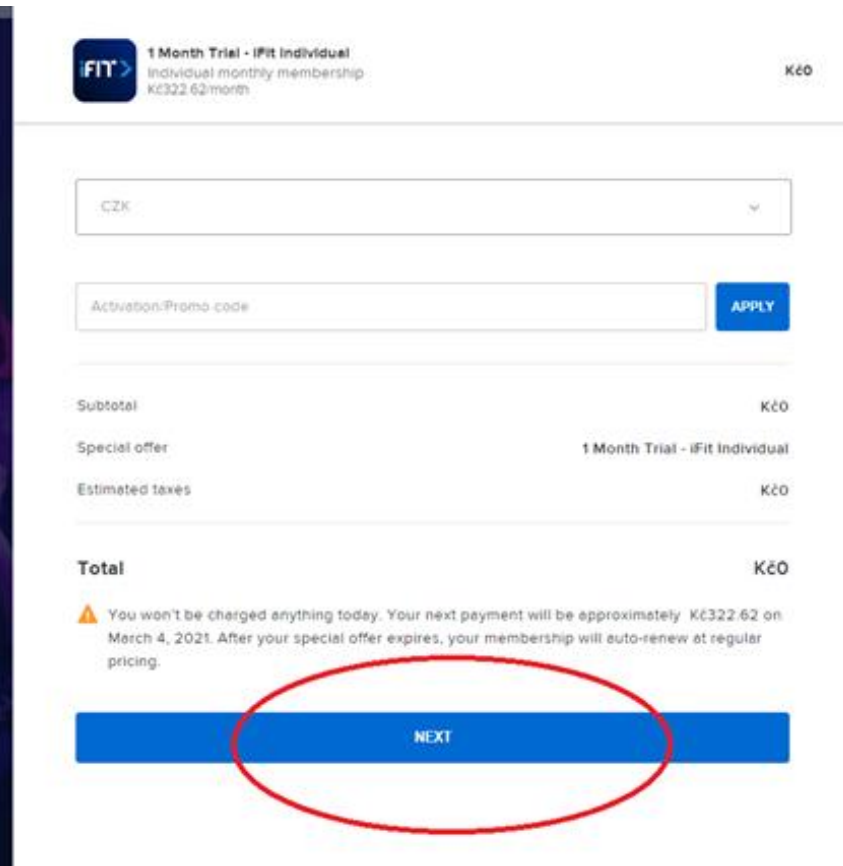 iFIT
1 Month Trial - iFit Individual
Individual monthly membership
Kč322.62/month
Kč0
CZK
Activation/Promo code
APPLY
Subtotal
Kč0
Special offer
1 Month Trial - iFit Individual
Estimated taxes
Kč0
Total
Kč0
You won't be charged anything today. Your next payment will be approximately Kč322.62 on
March 4, 2021. After your special offer expires, your membership will auto-renew at regular
pricing.
NEXT